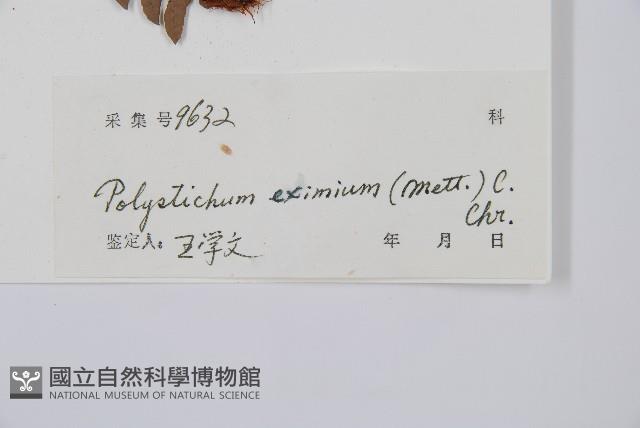 采集号9632 科
Polystichum eximium (Mett.) C.
Chr.
鉴定人: 王学文 年 月 日
國立自然科學博物館
NATIONAL MUSEUM OF NATURAL SCIENCE